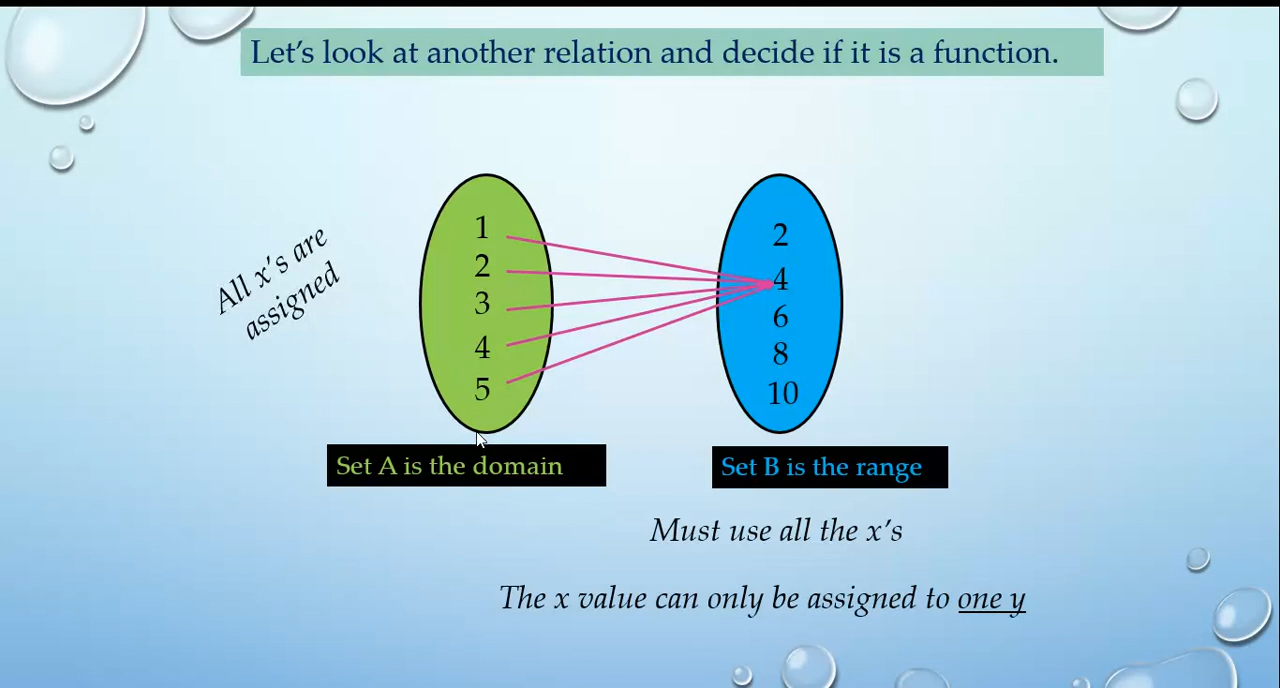 Let's look at another relation and decide if it is a function.
All x's are
assigned
1
2
3
4
5
2
4
6
8
10
Set A is the domain
Set B is the range
Must use all the x's
The x value can only be assigned to one y